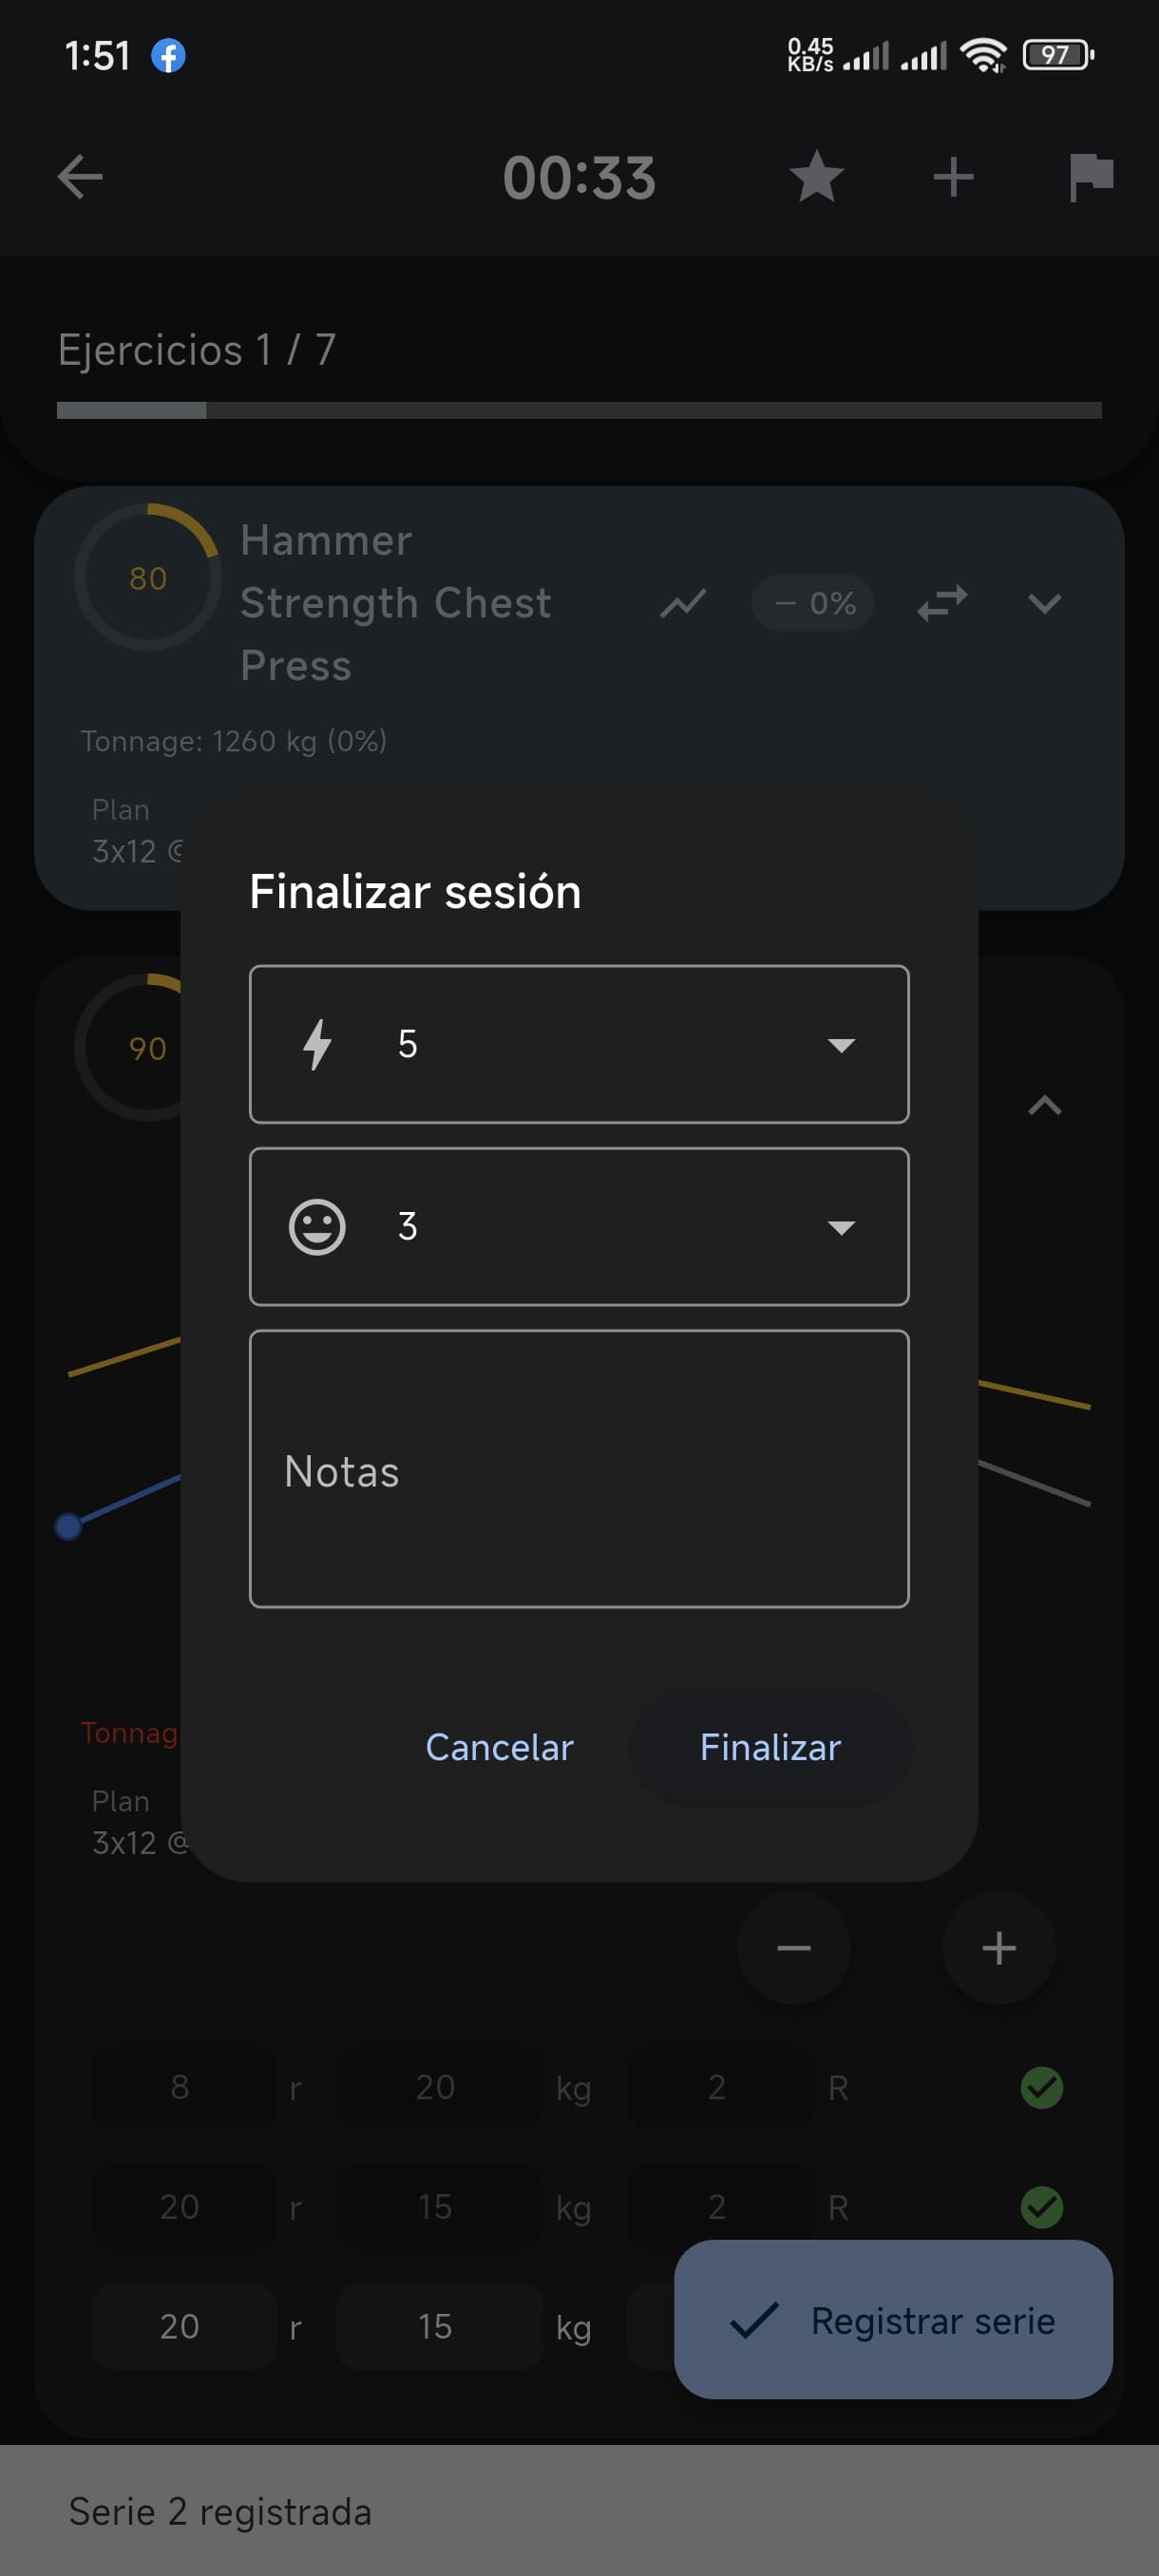 1:51
0.45
KB/s
97
00:33
Ejercicios 1 / 7
80
Hammer
Strength Chest
Press
– 0%
Tonnage: 1260 kg (0%)
Plan
3x12 @
Finalizar sesión
5
90
3
Notas
Tonnag
Cancelar
Finalizar
Plan
3x12 @
8 r 20 kg 2 R
20 r 15 kg 2 R
20 r 15 kg
Registrar serie
Serie 2 registrada